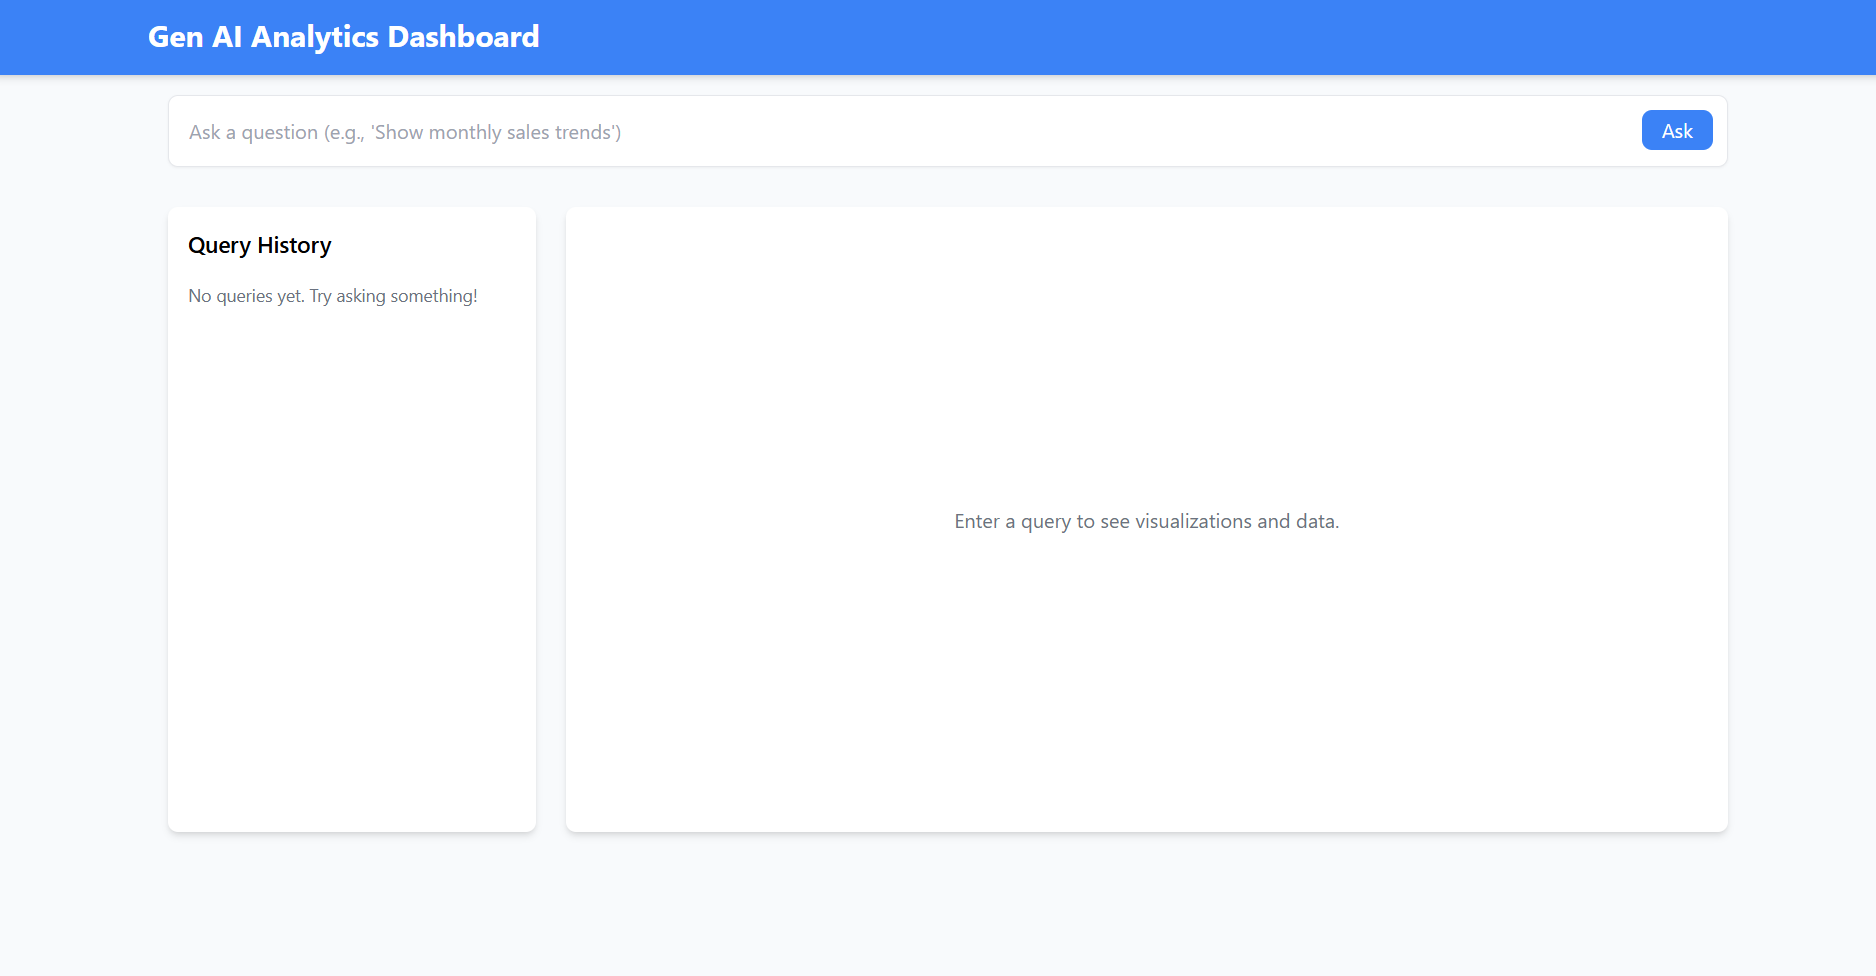 Gen AI Analytics Dashboard
Ask a question (e.g., 'Show monthly sales trends')
Ask
Query History
No queries yet. Try asking something!
Enter a query to see visualizations and data.